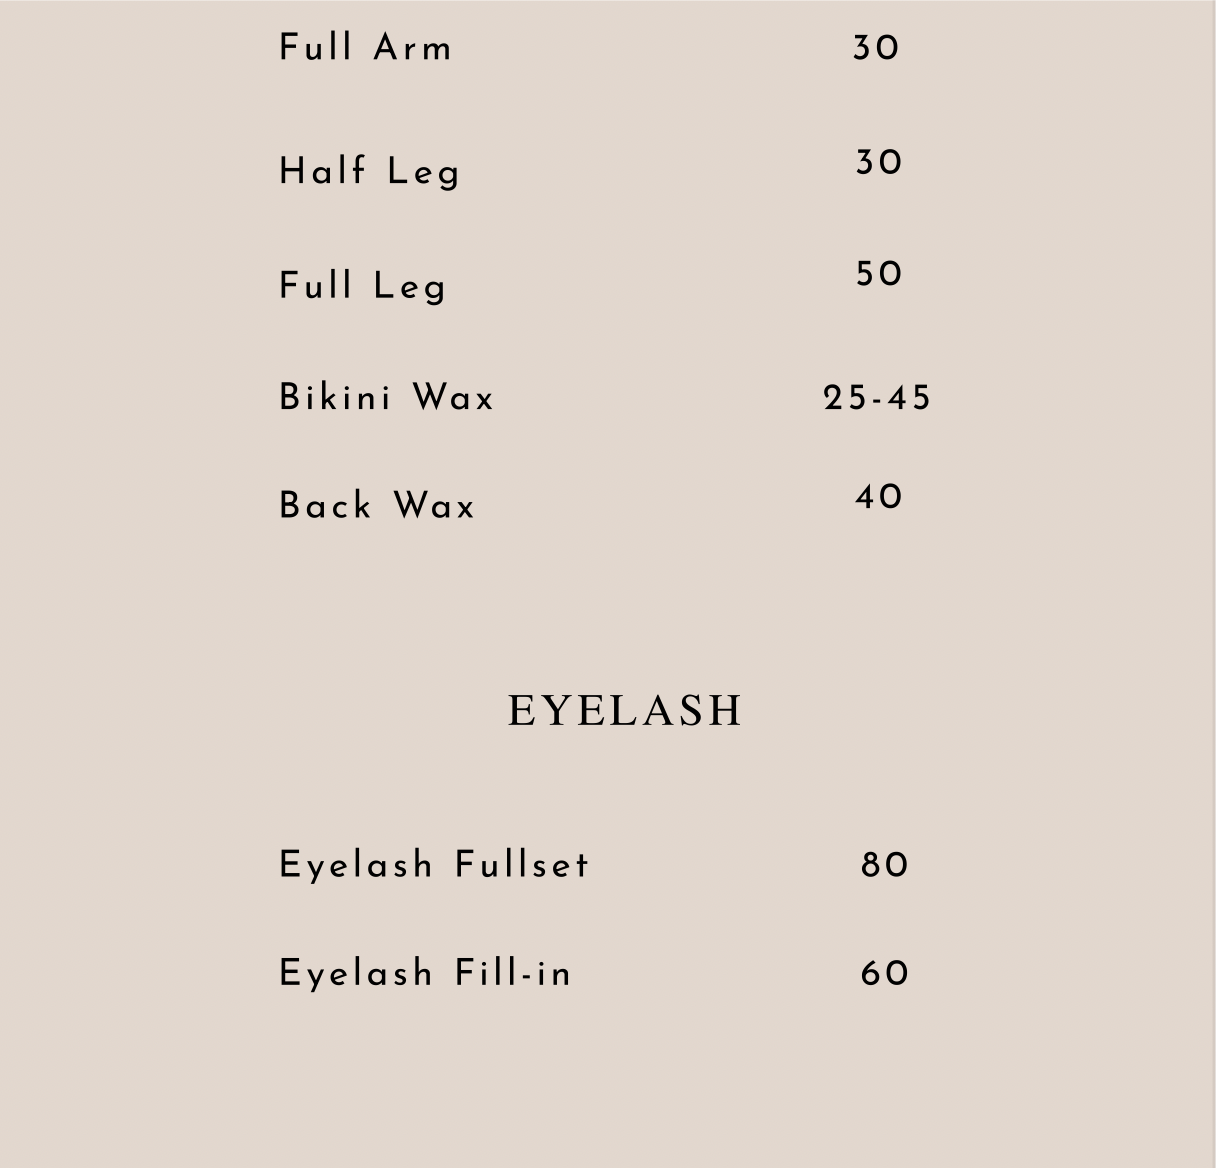 Full Arm 30
Half Leg 30
Full Leg 50
Bikini Wax 25-45
Back Wax 40
EYELASH
Eyelash Fullset 80
Eyelash Fill-in 60